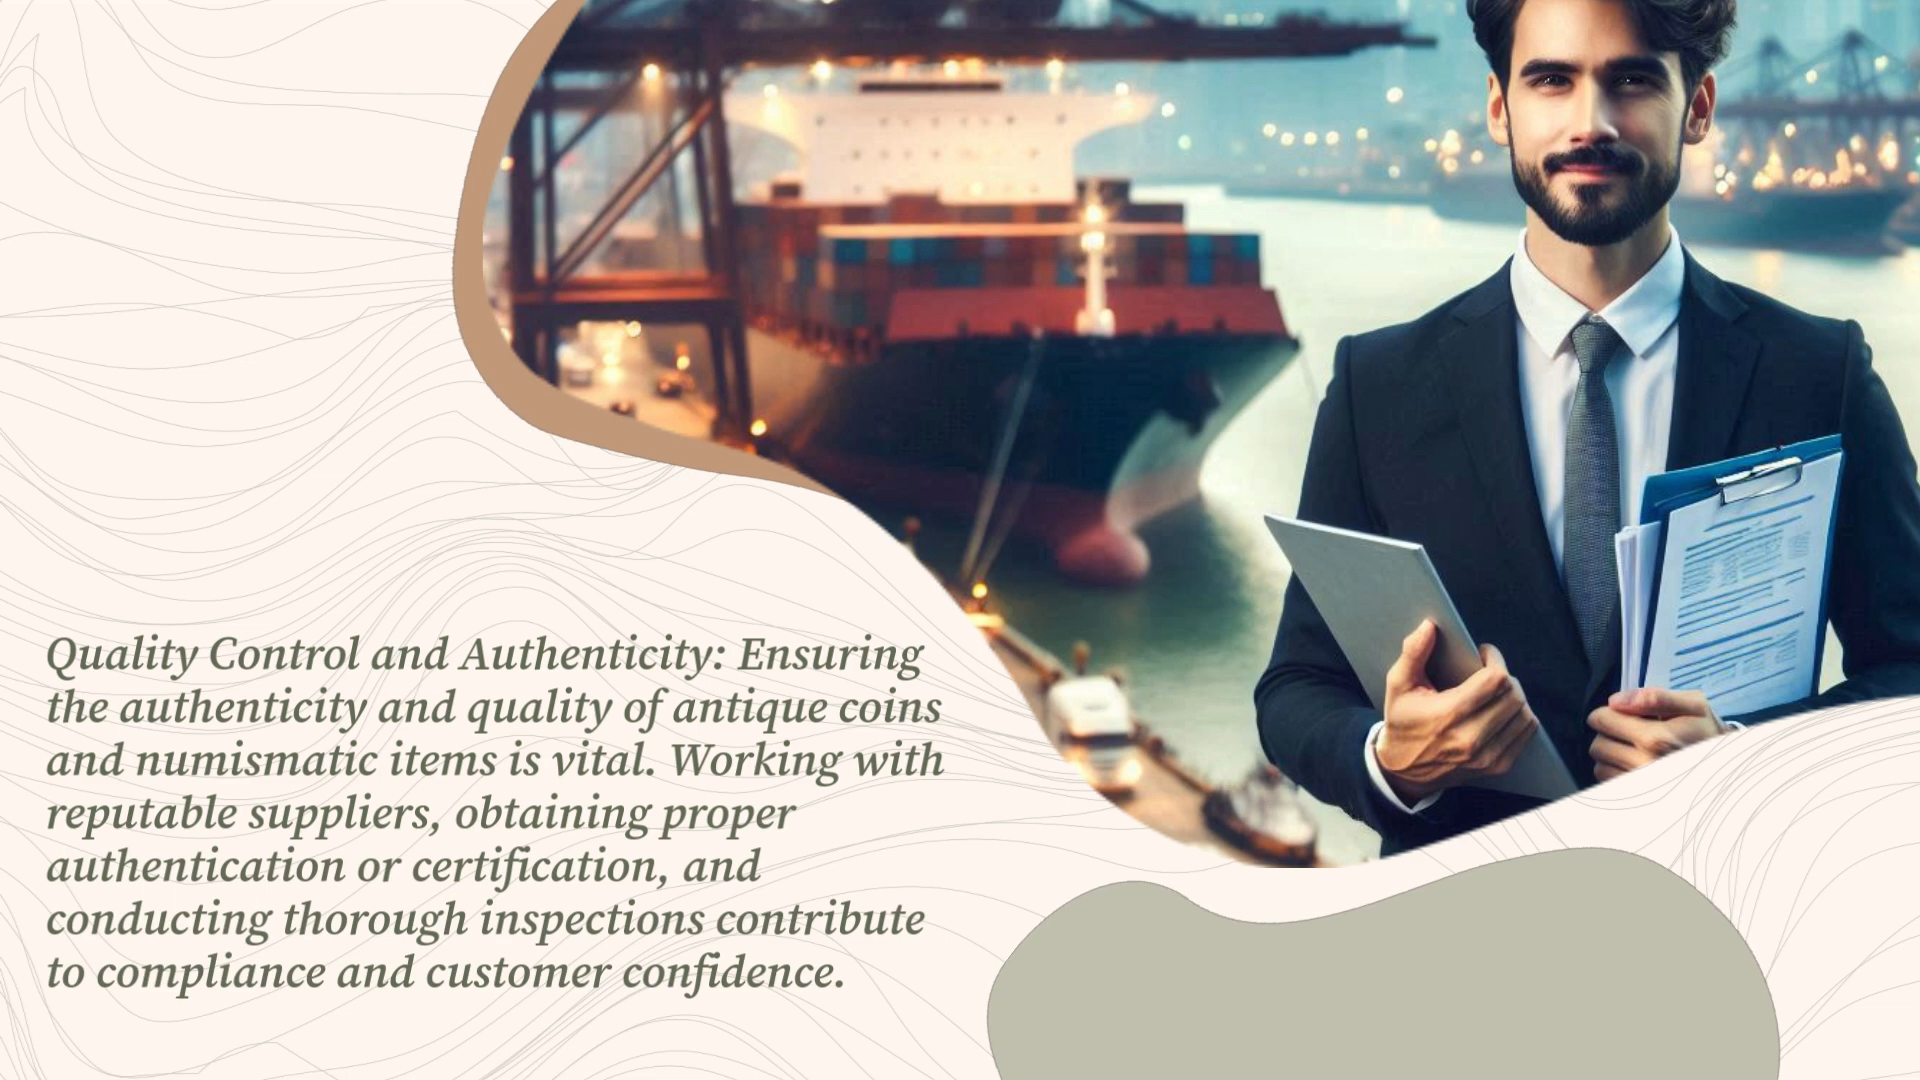 Quality Control and Authenticity: Ensuring
the authenticity and quality of antique coins
and numismatic items is vital. Working with
reputable suppliers, obtaining proper
authentication or certification, and
conducting thorough inspections contribute
to compliance and customer confidence.